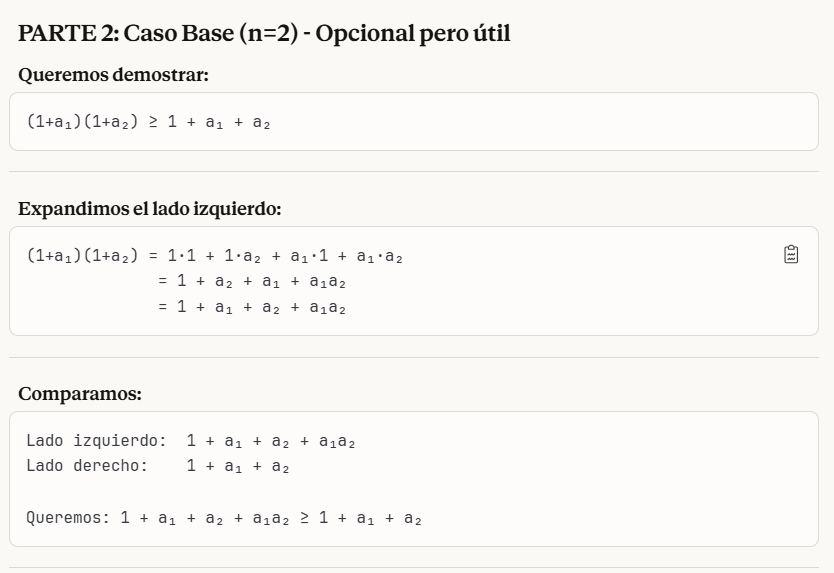 PARTE 2: Caso Base (n=2) - Opcional pero útil
Queremos demostrar:
(1+a₁)(1+a₂) ≥ 1 + a₁ + a₂
Expandimos el lado izquierdo:
(1+a₁)(1+a₂) = 1·1 + 1·a₂ + a₁·1 + a₁·a₂
= 1 + a₂ + a₁ + a₁a₂
= 1 + a₁ + a₂ + a₁a₂
Comparamos:
Lado izquierdo: 1 + a₁ + a₂ + a₁a₂
Lado derecho: 1 + a₁ + a₂
Queremos: 1 + a₁ + a₂ + a₁a₂ ≥ 1 + a₁ + a₂